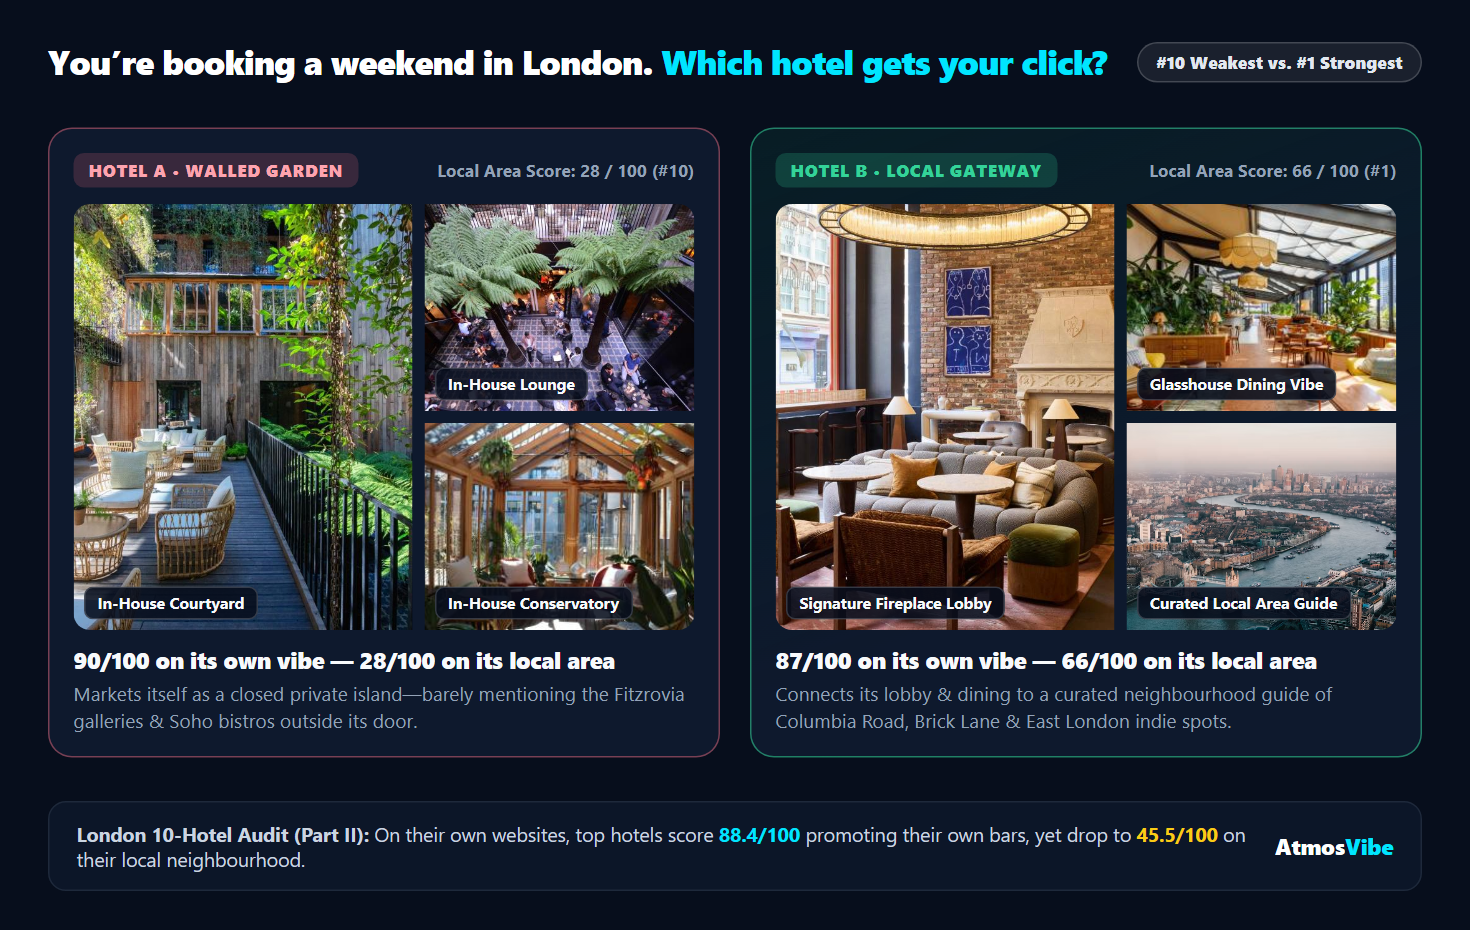 You’re booking a weekend in London. Which hotel gets your click?
#10 Weakest vs. #1 Strongest
HOTEL A • WALLED GARDEN
Local Area Score: 28 / 100 (#10)
In-House Courtyard
In-House Lounge
In-House Conservatory
90/100 on its own vibe — 28/100 on its local area
Markets itself as a closed private island—barely mentioning the Fitzrovia
galleries & Soho bistros outside its door.
HOTEL B • LOCAL GATEWAY
Local Area Score: 66 / 100 (#1)
Signature Fireplace Lobby
Glasshouse Dining Vibe
Curated Local Area Guide
87/100 on its own vibe — 66/100 on its local area
Connects its lobby & dining to a curated neighbourhood guide of
Columbia Road, Brick Lane & East London indie spots.
London 10-Hotel Audit (Part II): On their own websites, top hotels score 88.4/100 promoting their own bars, yet drop to 45.5/100 on
their local neighbourhood.
AtmosVibe